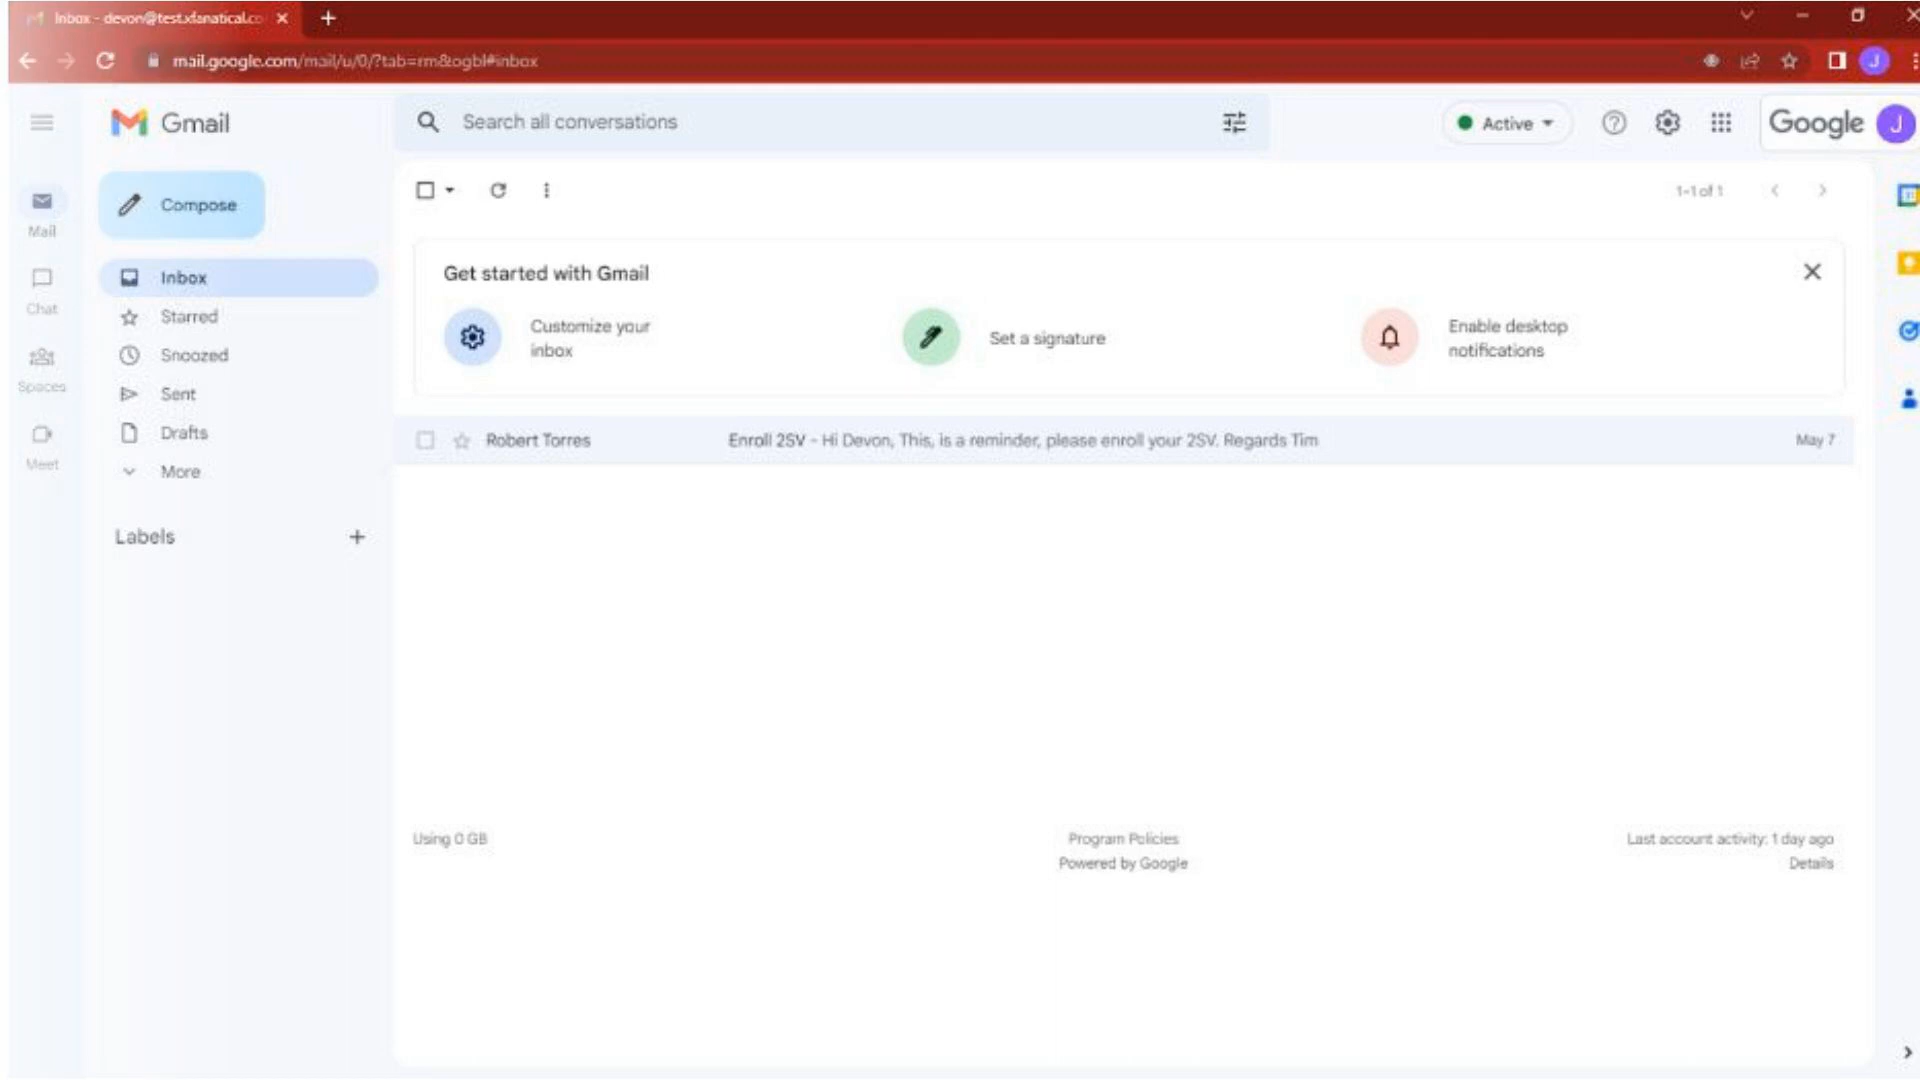 Inbox - devon@test.xfanatical.co
mail.google.com/mail/u/0/?tab=rm&ogbl#inbox
J
Gmail
Search all conversations
Active
Google
J
Compose
1-1 of 1
Mail
Chat
Spaces
Meet
Inbox
Starred
Snoozed
Sent
Drafts
More
Labels
Get started with Gmail
Customize your
inbox
Set a signature
Enable desktop
notifications
Robert Torres Enroll 2SV - Hi Devon, This, is a reminder, please enroll your 2SV. Regards Tim May 7
Using 0 GB
Program Policies
Powered by Google
Last account activity: 1 day ago
Details